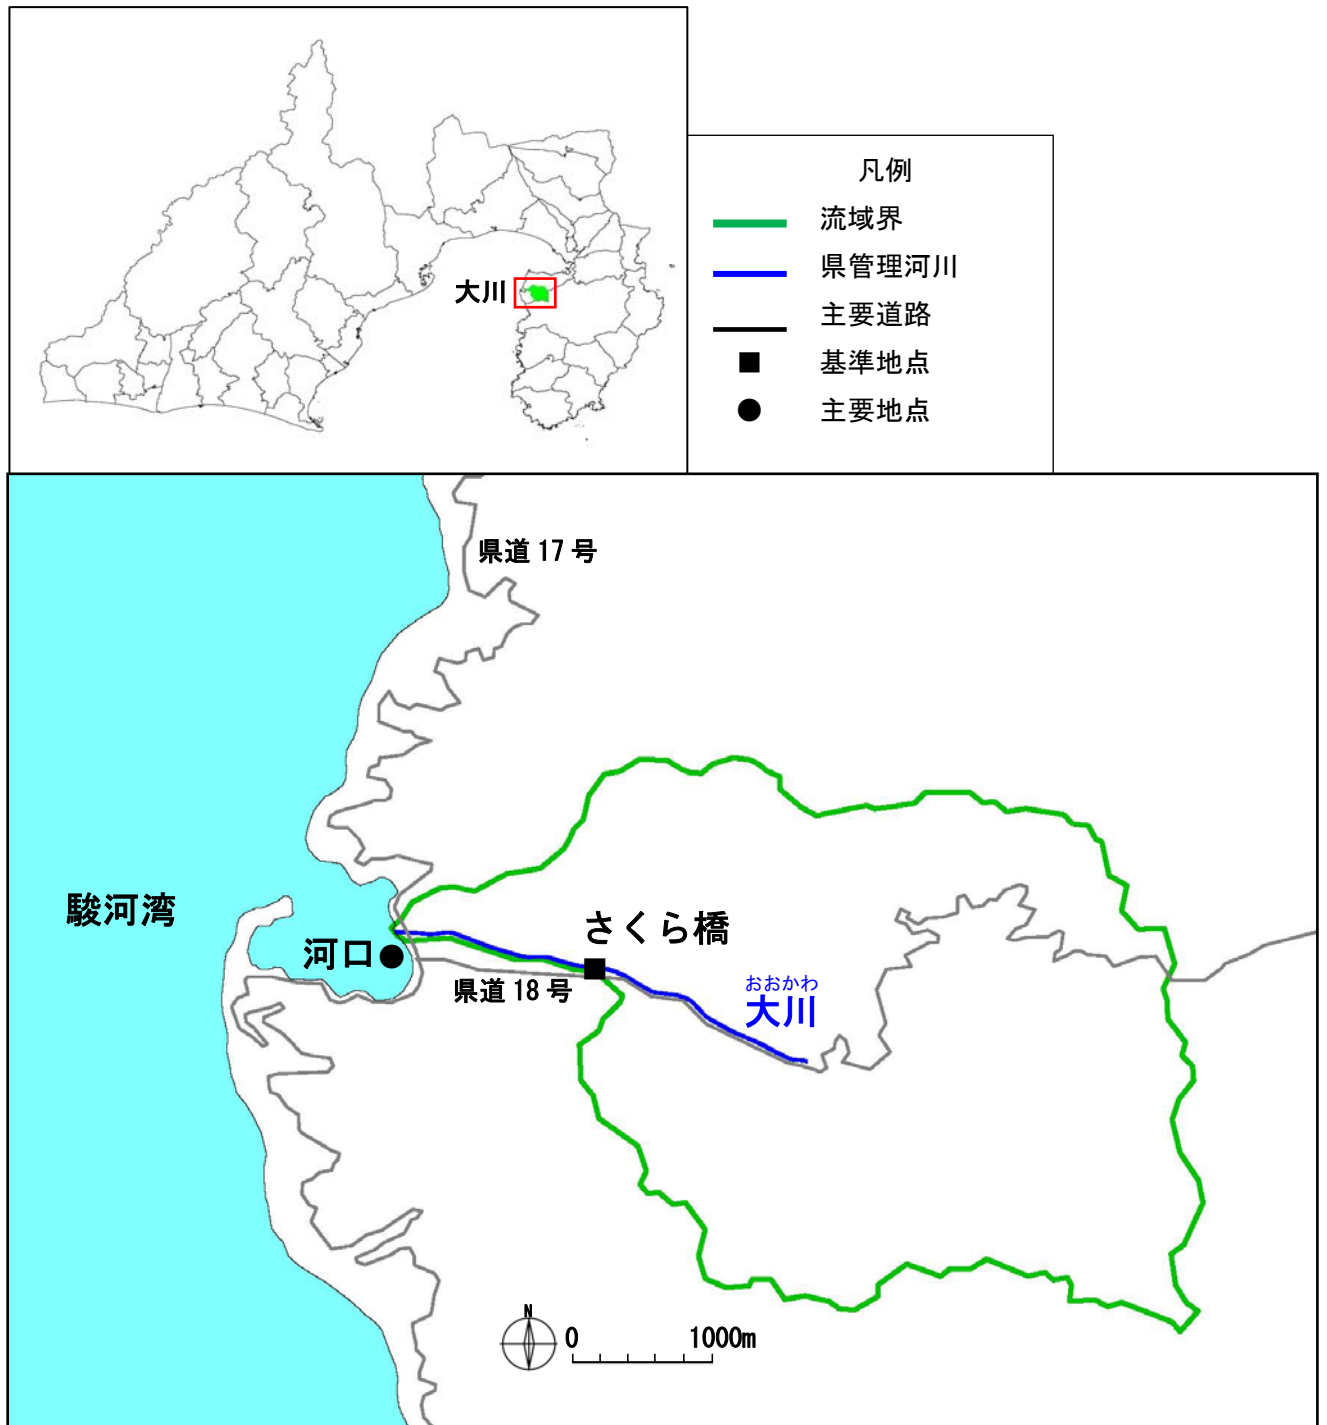 大川
凡例
流域界
県管理河川
主要道路
基準地点
主要地点
県道 17 号
駿河湾
河口
さくら橋
県道 18 号
おおかわ
大川
N
0 1000m